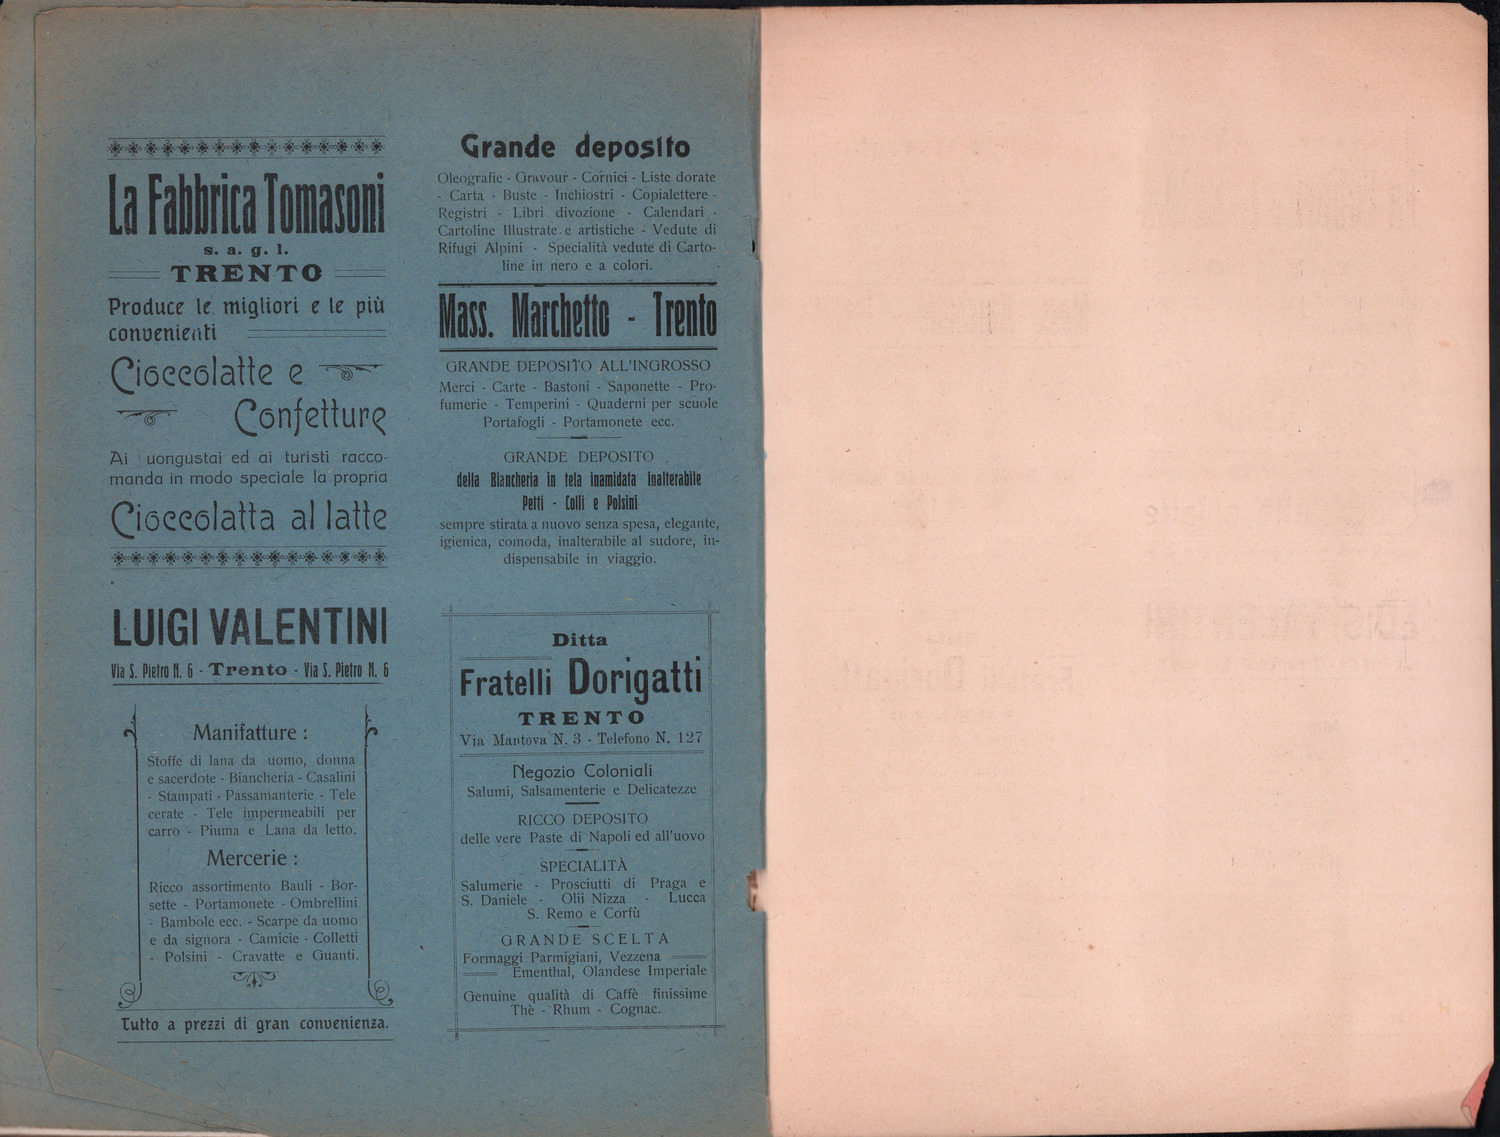 La Fabbrica Tomasoni
s. a. g. l.
TRENTO
Produce le migliori e le più
convenienti
Cioccolatte e
Confetture
Ai uongustai ed ai turisti racco-
manda in modo speciale la propria
Cioccolatta al latte
LUIGI VALENTINI
Via S. Pietro N. 6 - Trento - Via S. Pietro N. 6
Manifatture :
Stoffe di lana da uomo, donna
e sacerdote - Biancheria - Casalini
- Stampati - Passamanterie - Tele
cerate - Tele impermeabili per
carro - Piuma e Lana da letto.
Mercerie :
Ricco assortimento Bauli - Bor-
sette - Portamonete - Ombrellini
- Bambole ecc. - Scarpe da uomo
e da signora - Camicie - Colletti
- Polsini - Cravatte e Guanti.
Tutto a prezzi di gran convenienza.
Grande deposito
Oleografie - Gravour - Cornici - Liste dorate
- Carta - Buste - Inchiostri - Copialettere -
Registri - Libri divozione - Calendari -
Cartoline Illustrate e artistiche - Vedute di
Rifugi Alpini - Specialità vedute di Carto-
line in nero e a colori.
Mass. Marchetto - Trento
GRANDE DEPOSITO ALL'INGROSSO
Merci - Carte - Bastoni - Saponette - Pro-
fumerie - Temperini - Quaderni per scuole
Portafogli - Portamonete ecc.
GRANDE DEPOSITO
della Biancheria in tela inamidata inalterabile
Petti - Colli e Polsini
sempre stirata a nuovo senza spesa, elegante,
igienica, comoda, inalterabile al sudore, in-
dispensabile in viaggio.
Ditta
Fratelli Dorigatti
TRENTO
Via Mantova N. 3 - Telefono N. 127
Negozio Coloniali
Salumi, Salsamenterie e Delicatezze
RICCO DEPOSITO
delle vere Paste di Napoli ed all'uovo
SPECIALITÀ
Salumerie - Prosciutti di Praga e
S. Daniele - Olii Nizza - Lucca
S. Remo e Corfù
GRANDE SCELTA
Formaggi Parmigiani, Vezzena
Ementhal, Olandese Imperiale
Genuine qualità di Caffè finissime
Thè - Rhum - Cognac.